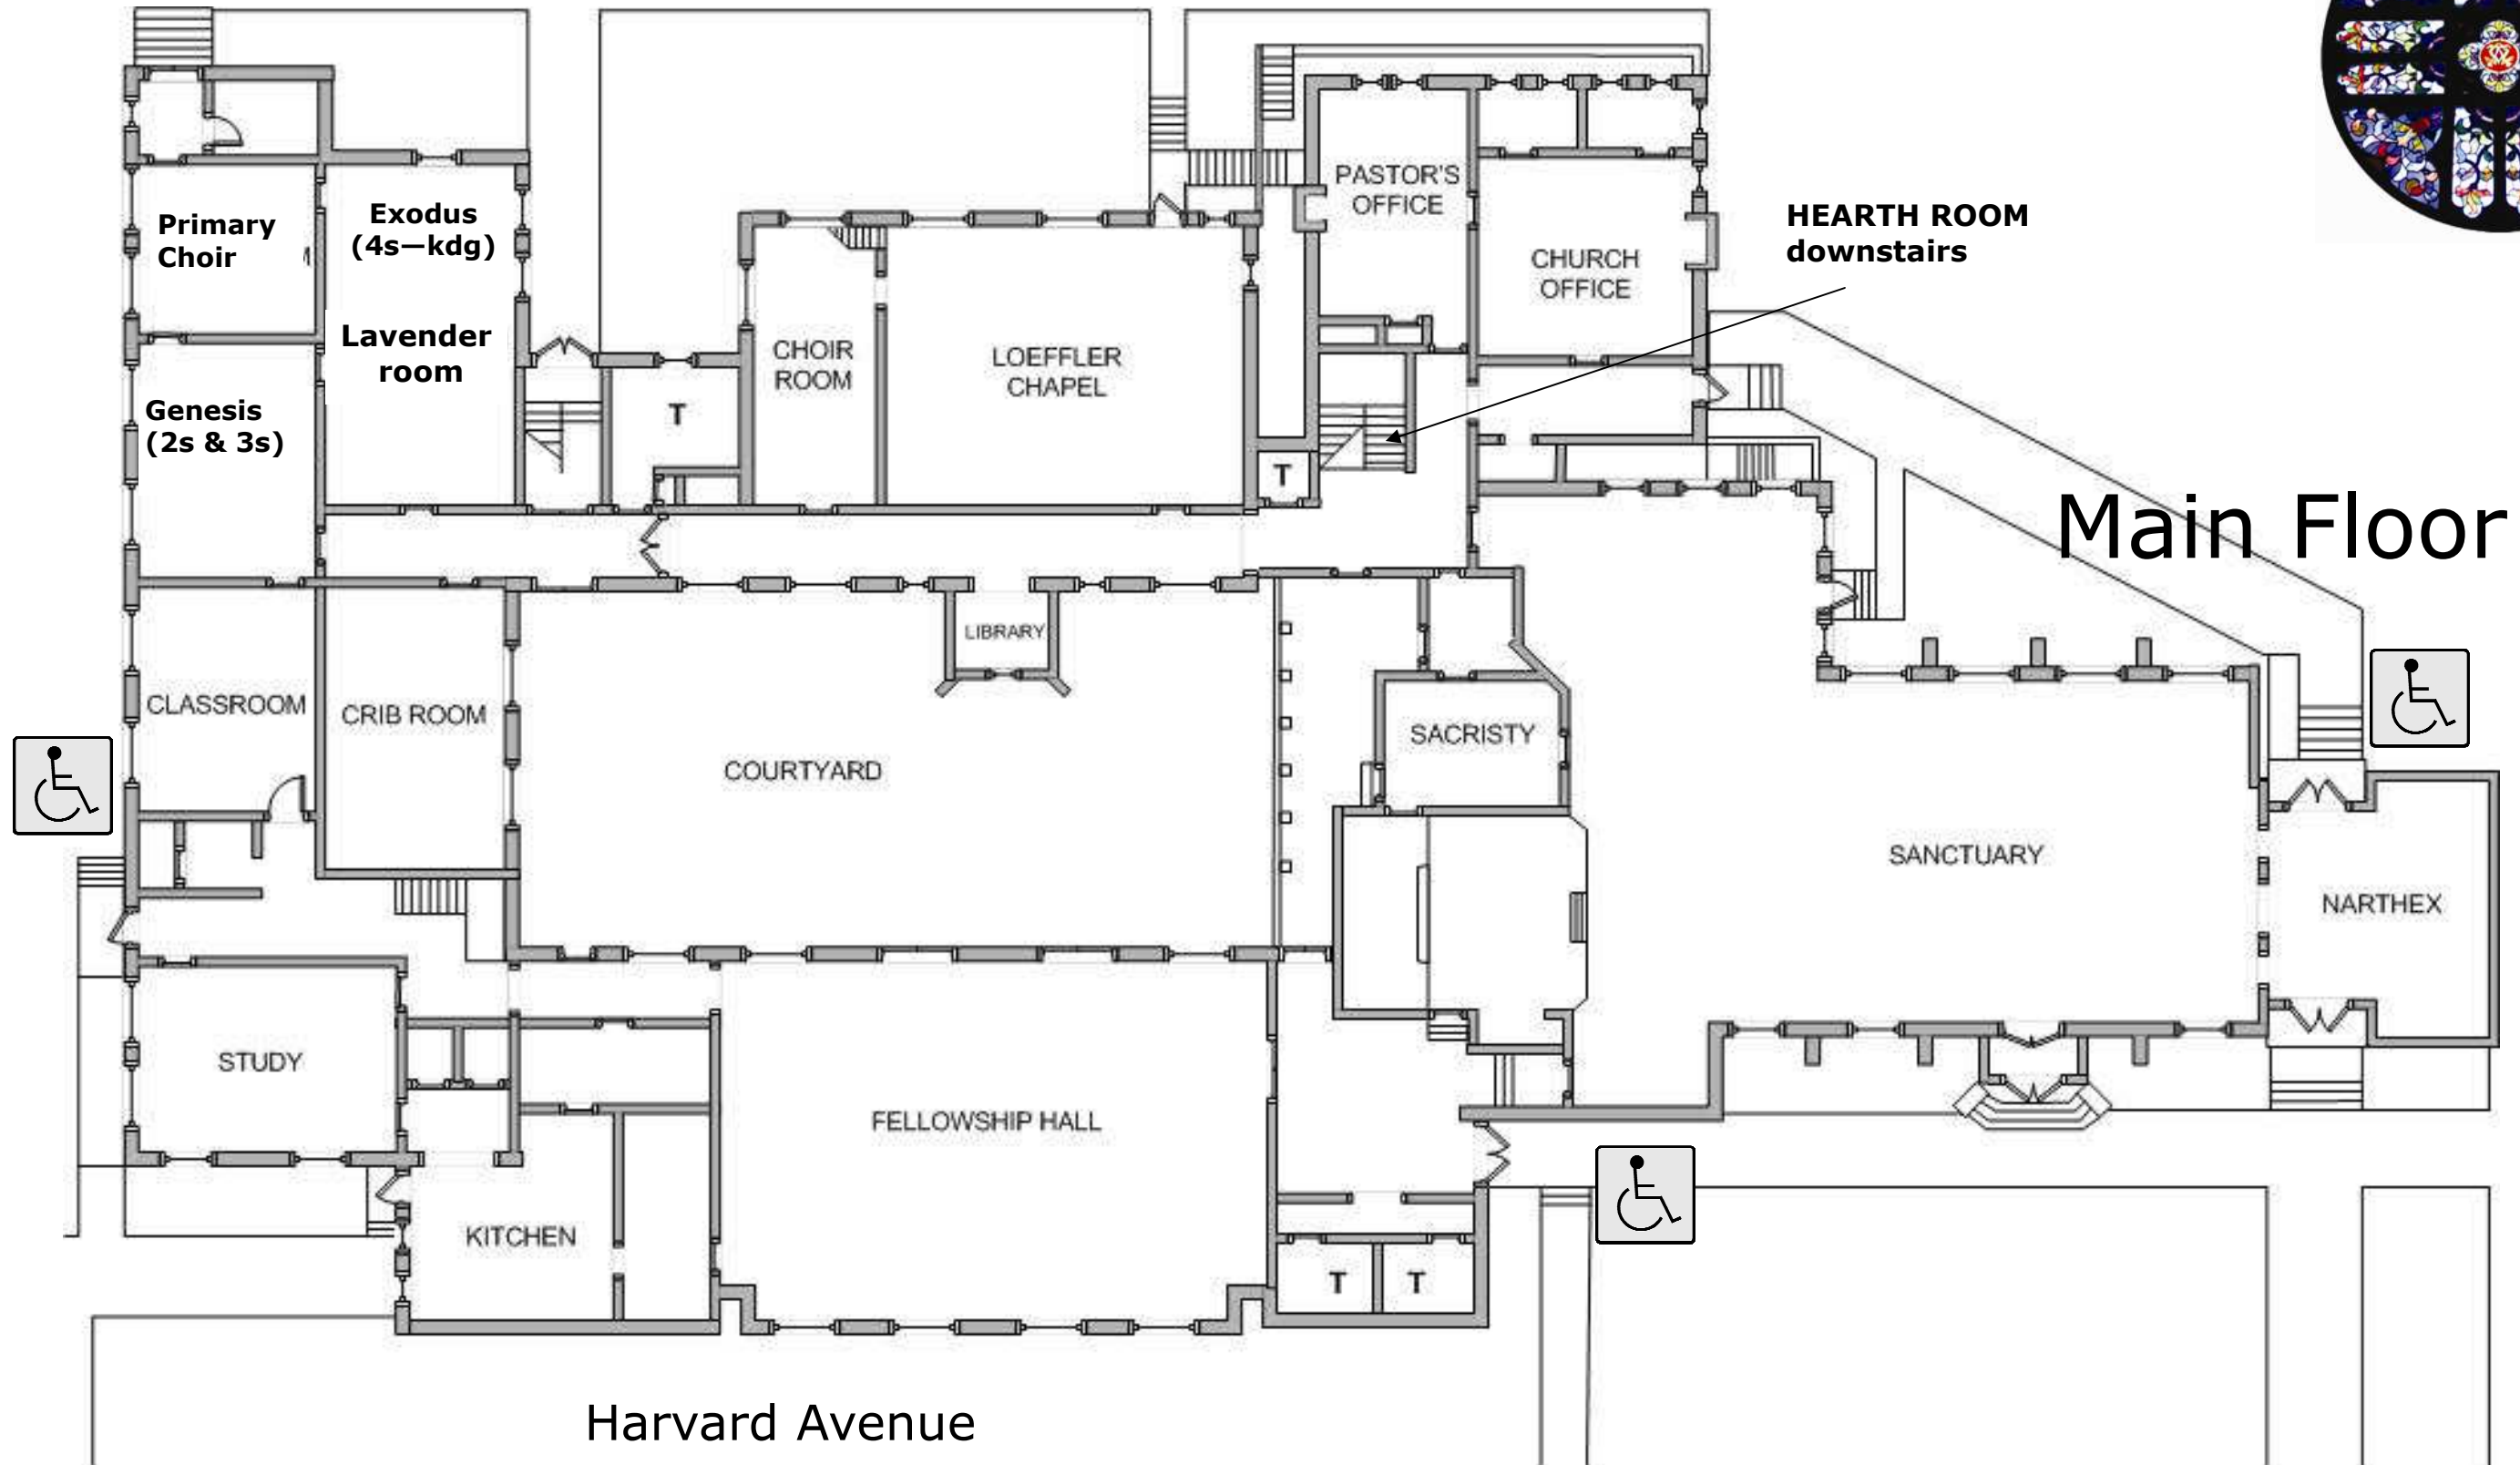 PASTOR'S
OFFICE
Primary
Choir
Exodus
(4s—kdg)
HEARTH ROOM
downstairs
CHURCH
OFFICE
Lavender
room
CHOIR
ROOM
LOEFFLER
CHAPEL
Genesis
(2s & 3s)
T
T
Main Floor
LIBRARY
CLASSROOM
CRIB ROOM
SACRISTY
COURTYARD
SANCTUARY
NARTHEX
STUDY
FELLOWSHIP HALL
KITCHEN
T
T
Harvard Avenue